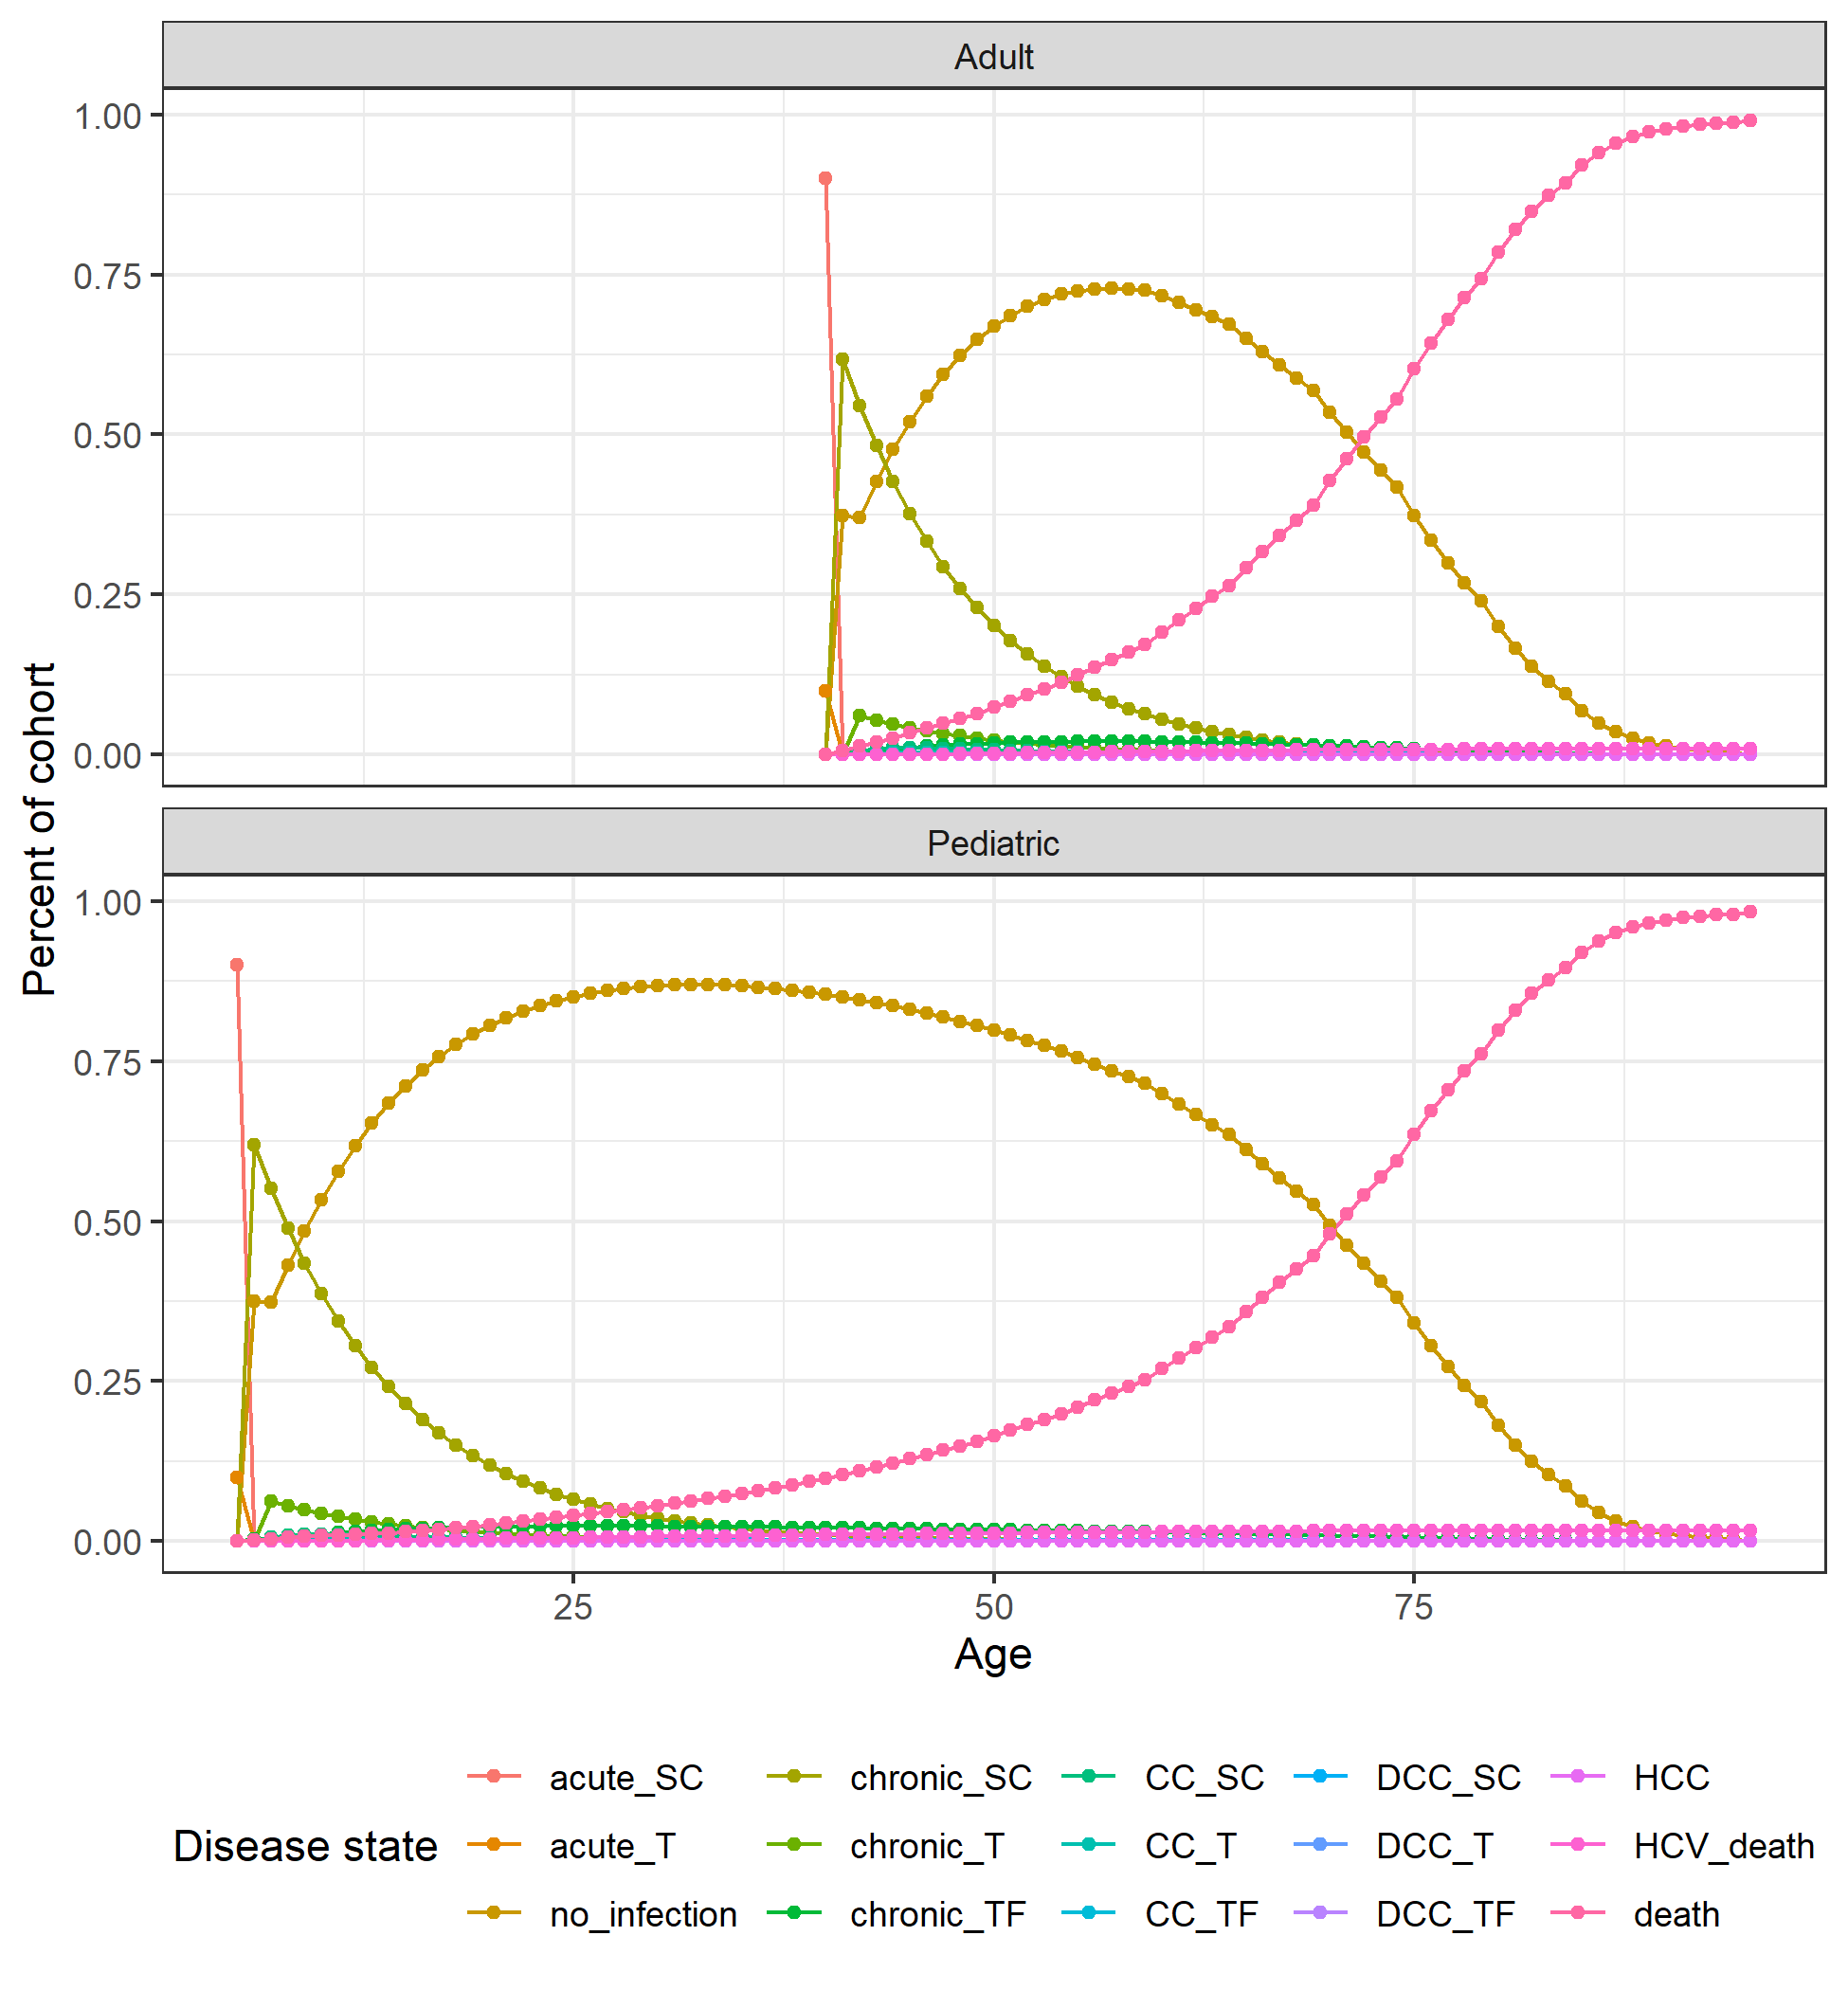 Adult
1.00
0.75
0.50
0.25
0.00
Pediatric
1.00
0.75
0.50
0.25
0.00
Percent of cohort
25 50 75
Age
Disease state
acute_SC chronic_SC CC_SC DCC_SC HCC
acute_T chronic_T CC_T DCC_T HCV_death
no_infection chronic_TF CC_TF DCC_TF death